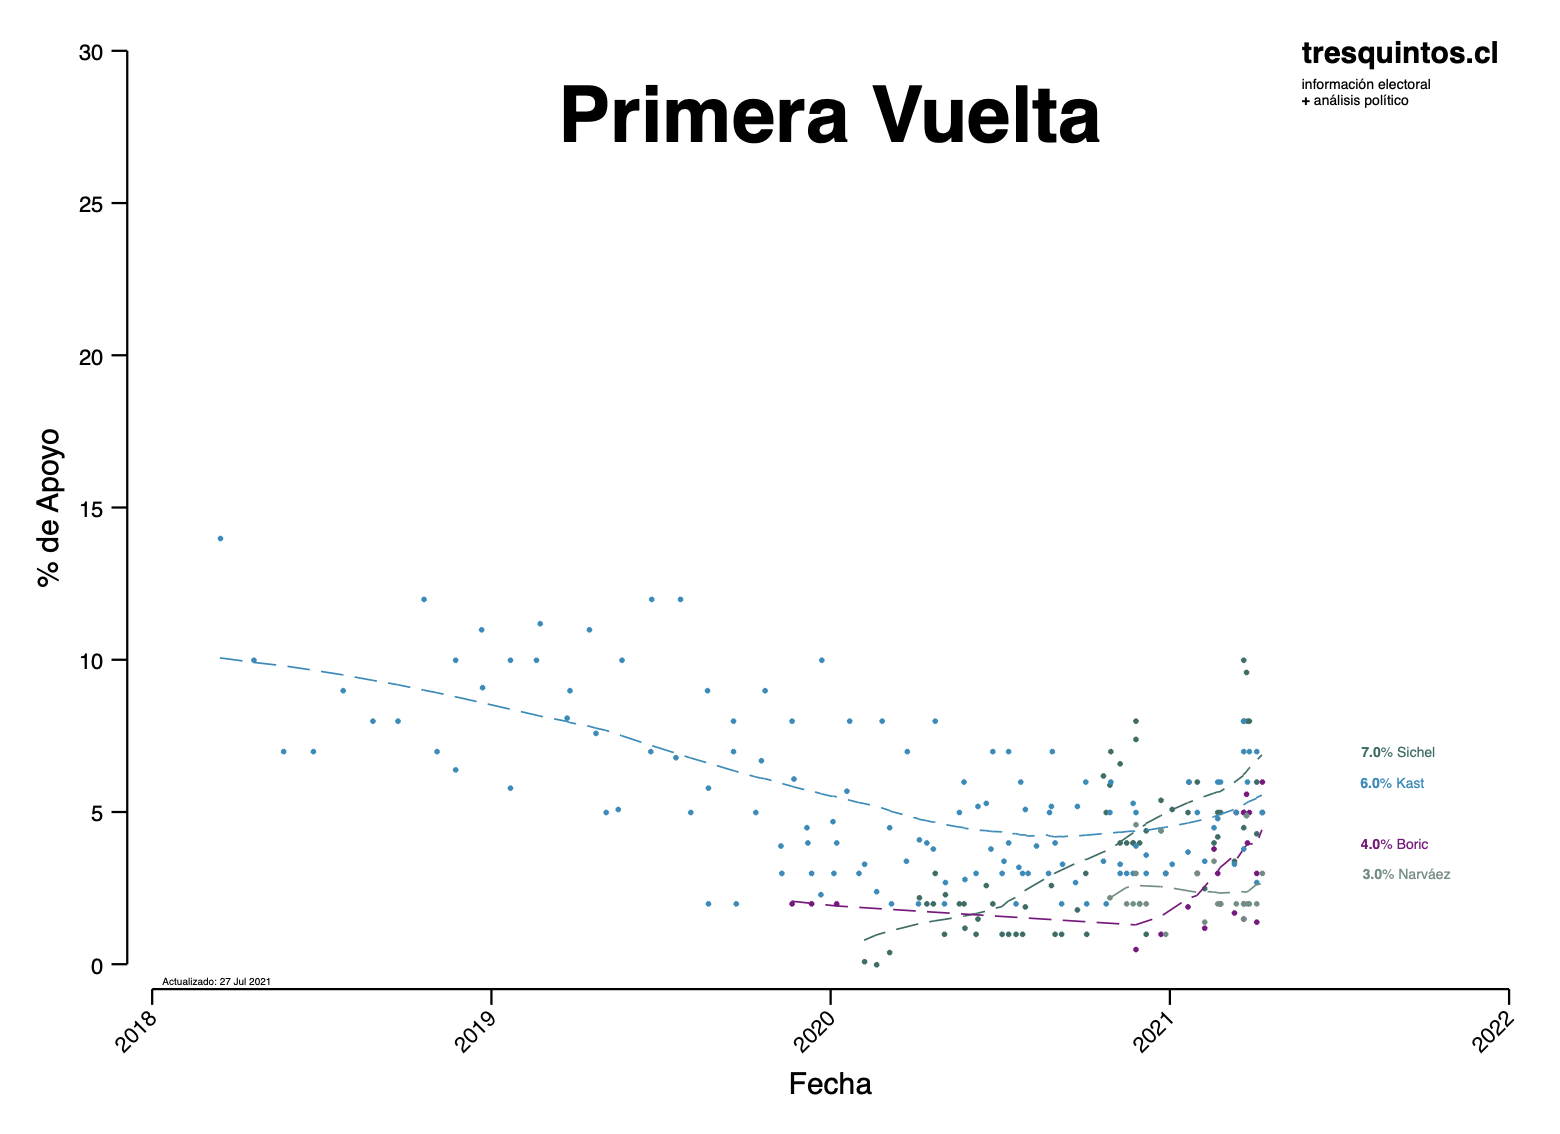 tresquintos.cl
información electoral
+ análisis político
Primera Vuelta
% de Apoyo
30
25
20
15
10
5
0
7.0% Sichel
6.0% Kast
4.0% Boric
3.0% Narváez
Actualizado: 27 Jul 2021
2018
2019
2020
2021
2022
Fecha